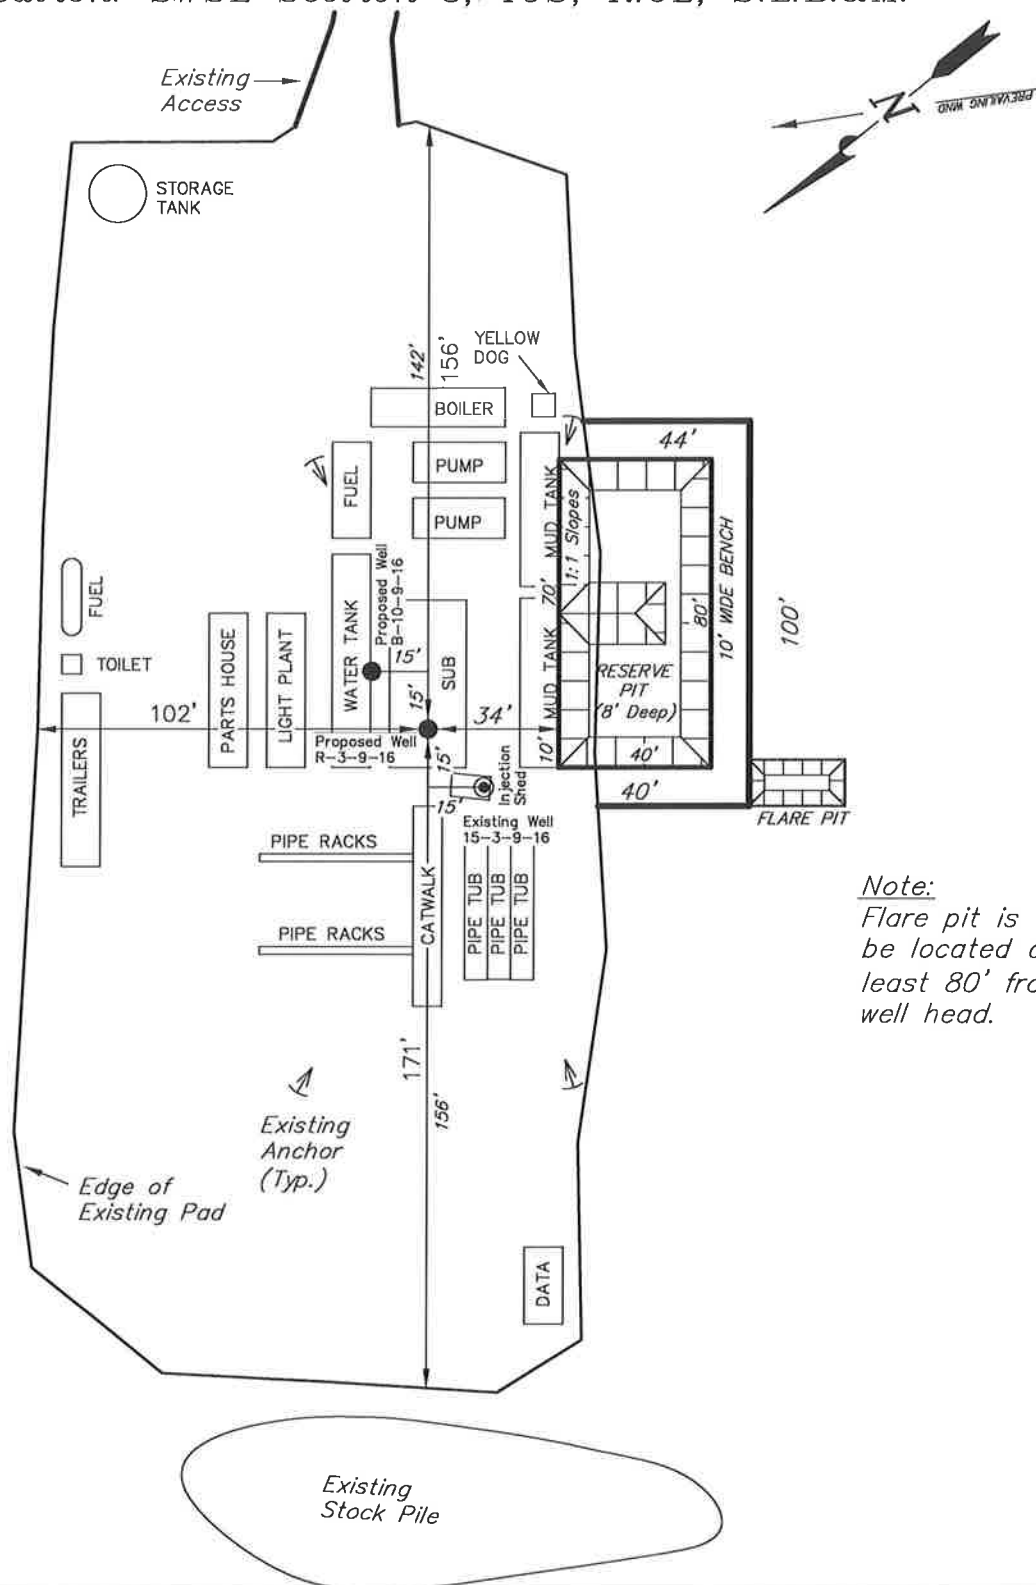 Existing
Access
N
PREVAILING WIND
STORAGE
TANK
142'
156'
YELLOW
DOG
BOILER
44'
FUEL
PUMP
PUMP
MUD TANK
1:1 Slopes
10' WIDE BENCH
100'
FUEL
TOILET
TRAILERS
102'
PARTS HOUSE
LIGHT PLANT
WATER TANK
Proposed Well
B-10-9-16
15'
15'
SUB
MUD TANK
70'
80'
RESERVE
PIT
(8' Deep)
34'
Proposed Well
R-3-9-16
15'
10'
40'
15'
Injection
Shed
40'
FLARE PIT
Existing Well
15-3-9-16
PIPE RACKS
CATWALK
PIPE TUB
PIPE TUB
PIPE TUB
PIPE RACKS
Note:
Flare pit is
be located
least 80'
well head.
171'
156'
Existing
Anchor
(Typ.)
Edge of
Existing Pad
DATA
Existing
Stock Pile